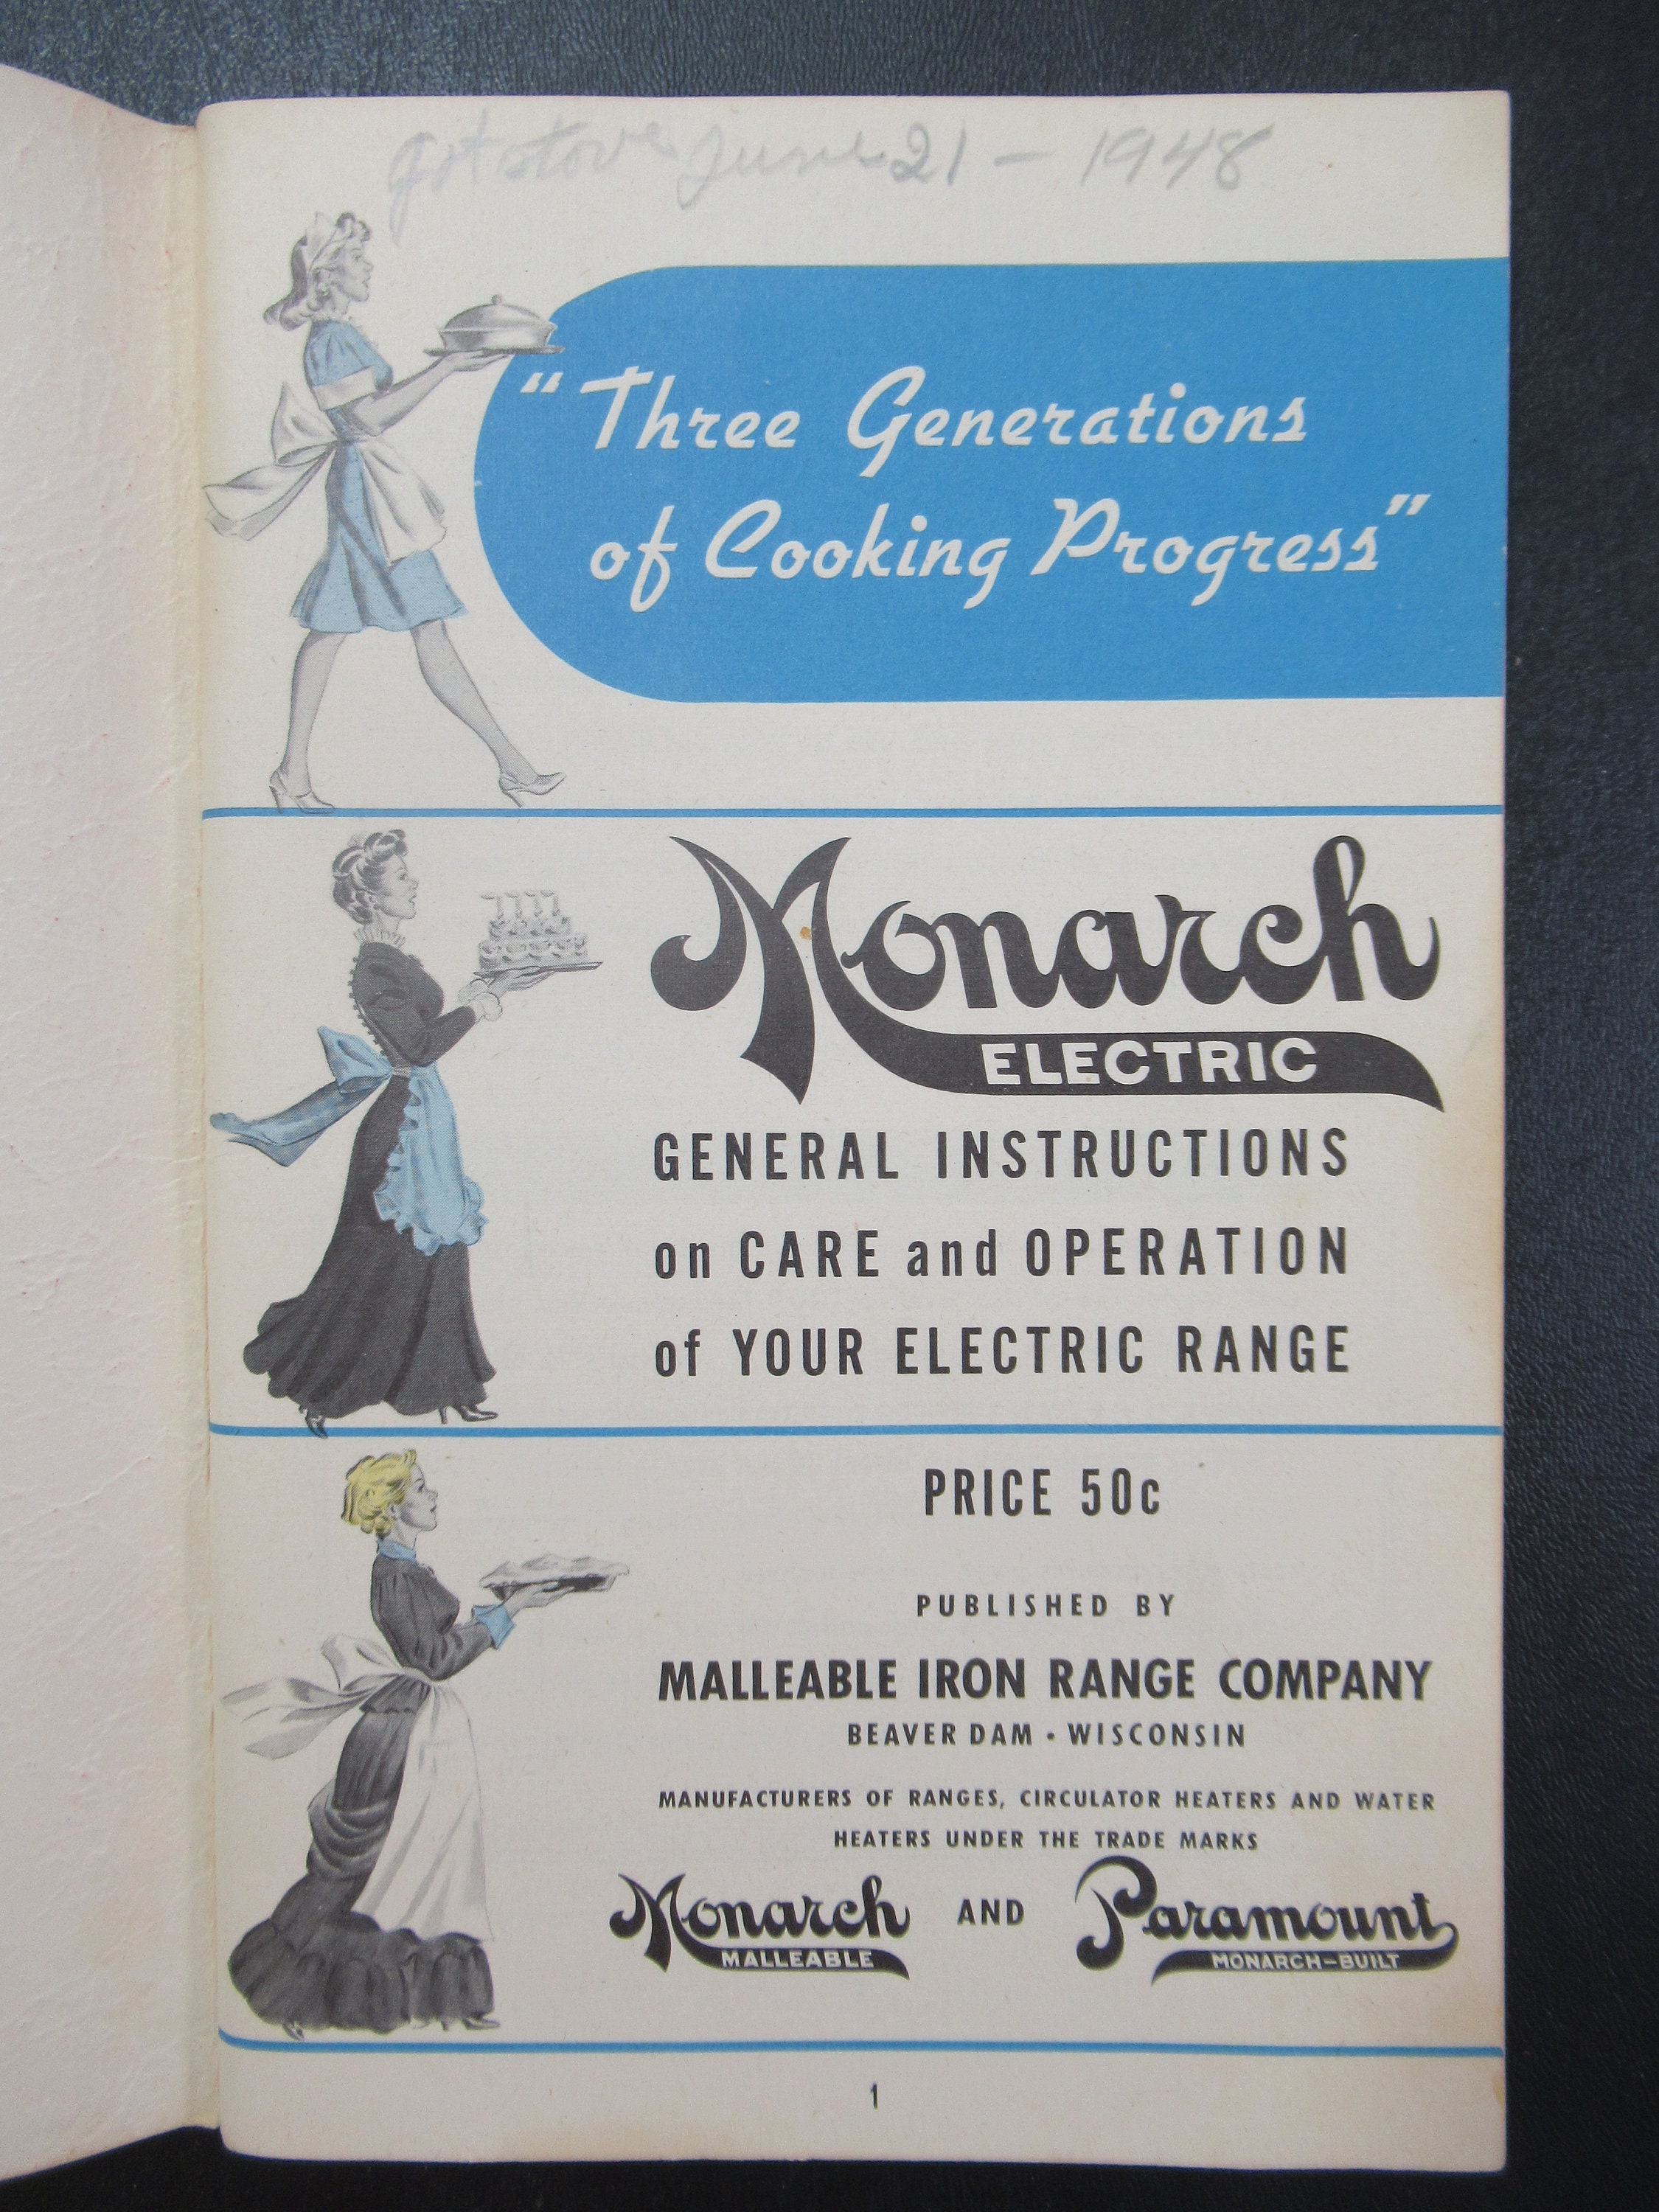 got stove June 21 - 1948
"Three Generations
of Cooking Progress"
Monarch
ELECTRIC
GENERAL INSTRUCTIONS
on CARE and OPERATION
of YOUR ELECTRIC RANGE
PRICE 50c
PUBLISHED BY
MALLEABLE IRON RANGE COMPANY
BEAVER DAM • WISCONSIN
MANUFACTURERS OF RANGES, CIRCULATOR HEATERS AND WATER
HEATERS UNDER THE TRADE MARKS
Monarch AND Paramount
MALLEABLE MONARCH-BUILT
1